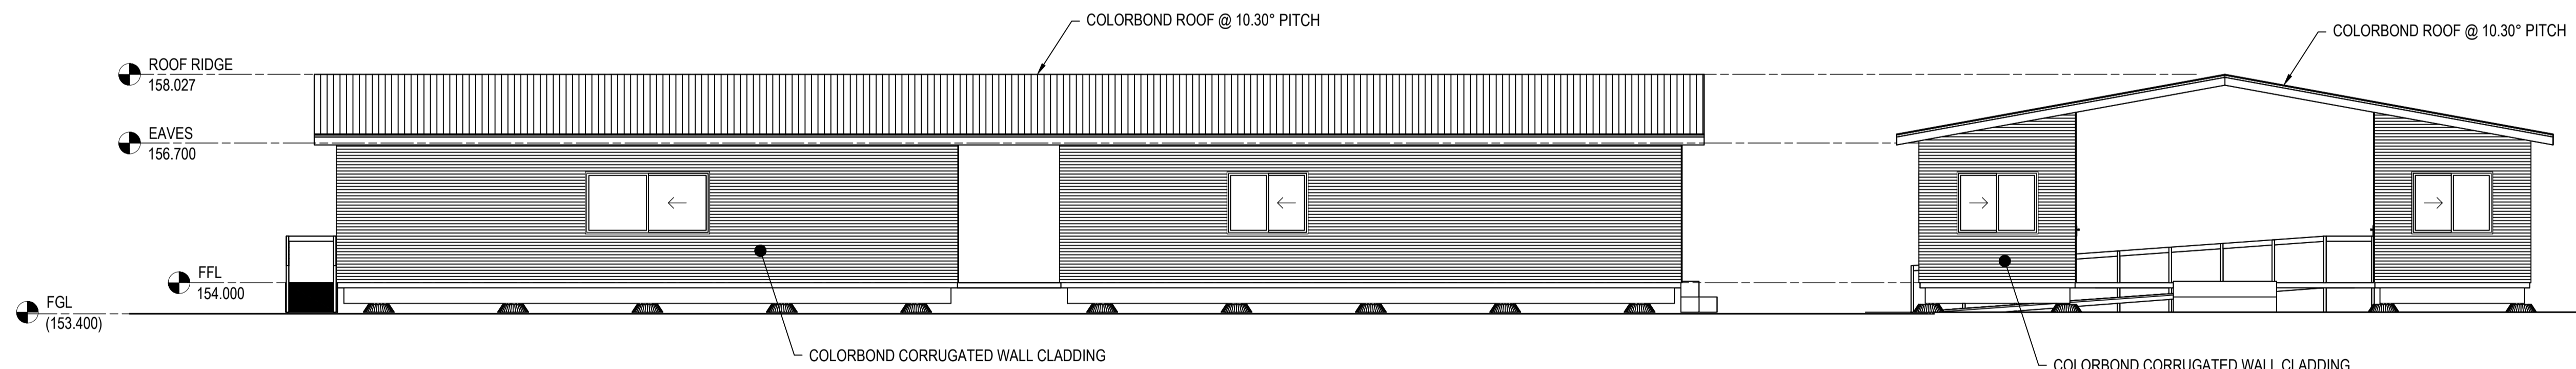 COLORBOND ROOF @ 10.30° PITCH
COLORBOND ROOF @ 10.30° PITCH
ROOF RIDGE
158.027
EAVES
156.700
FFL
154.000
FGL
(153.400)
COLORBOND CORRUGATED WALL CLADDING
COLORBOND CORRUGATED WALL CLADDING